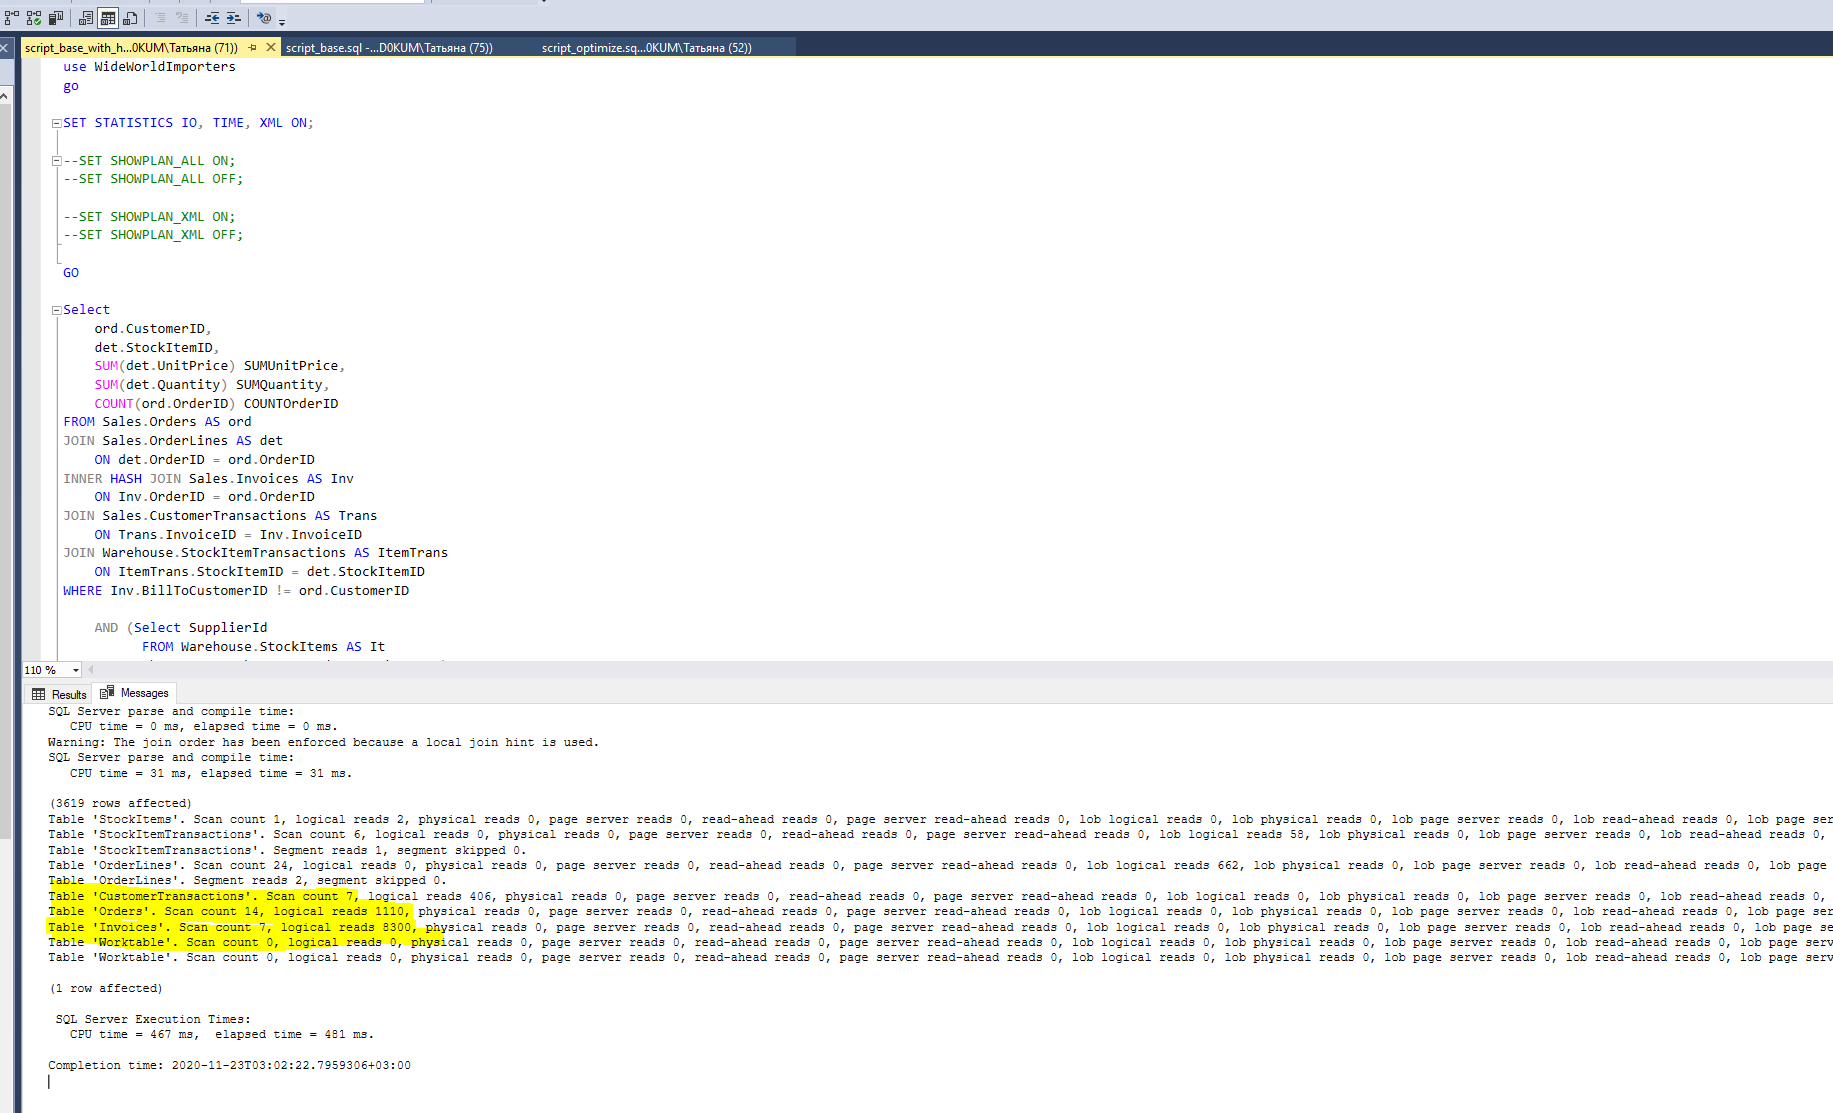 script_base_with_h...0KUM\Татьяна (71))
script_base.sql -...D0KUM\Татьяна (75))
script_optimize.sq...0KUM\Татьяна (52))
use WideWorldImporters
go
SET STATISTICS IO, TIME, XML ON;
--SET SHOWPLAN_ALL ON;
--SET SHOWPLAN_ALL OFF;
--SET SHOWPLAN_XML ON;
--SET SHOWPLAN_XML OFF;
GO
Select
ord.CustomerID,
det.StockItemID,
SUM(det.UnitPrice) SUMUnitPrice,
SUM(det.Quantity) SUMQuantity,
COUNT(ord.OrderID) COUNTOrderID
FROM Sales.Orders AS ord
JOIN Sales.OrderLines AS det
ON det.OrderID = ord.OrderID
INNER HASH JOIN Sales.Invoices AS Inv
ON Inv.OrderID = ord.OrderID
JOIN Sales.CustomerTransactions AS Trans
ON Trans.InvoiceID = Inv.InvoiceID
JOIN Warehouse.StockItemTransactions AS ItemTrans
ON ItemTrans.StockItemID = det.StockItemID
WHERE Inv.BillToCustomerID != ord.CustomerID
AND (Select SupplierId
FROM Warehouse.StockItems AS It
110 %
Results
Messages
SQL Server parse and compile time:
CPU time = 0 ms, elapsed time = 0 ms.
Warning: The join order has been enforced because a local join hint is used.
SQL Server parse and compile time:
CPU time = 31 ms, elapsed time = 31 ms.
(3619 rows affected)
Table 'StockItems'. Scan count 1, logical reads 2, physical reads 0, page server reads 0, read-ahead reads 0, page server read-ahead reads 0, lob logical reads 0, lob physical reads 0, lob page server reads 0, lob read-ahead reads 0, lob page ser
Table 'StockItemTransactions'. Scan count 6, logical reads 0, physical reads 0, page server reads 0, read-ahead reads 0, page server read-ahead reads 0, lob logical reads 58, lob physical reads 0, lob page server reads 0, lob read-ahead reads 0,
Table 'StockItemTransactions'. Segment reads 1, segment skipped 0.
Table 'OrderLines'. Scan count 24, logical reads 0, physical reads 0, page server reads 0, read-ahead reads 0, page server read-ahead reads 0, lob logical reads 662, lob physical reads 0, lob page server reads 0, lob read-ahead reads 0, lob page
Table 'OrderLines'. Segment reads 2, segment skipped 0.
Table 'CustomerTransactions'. Scan count 7, logical reads 406, physical reads 0, page server reads 0, read-ahead reads 0, page server read-ahead reads 0, lob logical reads 0, lob physical reads 0, lob page server reads 0, lob read-ahead reads 0,
Table 'Orders'. Scan count 14, logical reads 1110, physical reads 0, page server reads 0, read-ahead reads 0, page server read-ahead reads 0, lob logical reads 0, lob physical reads 0, lob page server reads 0, lob read-ahead reads 0, lob page ser
Table 'Invoices'. Scan count 7, logical reads 8300, physical reads 0, page server reads 0, read-ahead reads 0, page server read-ahead reads 0, lob logical reads 0, lob physical reads 0, lob page server reads 0, lob read-ahead reads 0, lob page se
Table 'Worktable'. Scan count 0, logical reads 0, physical reads 0, page server reads 0, read-ahead reads 0, page server read-ahead reads 0, lob logical reads 0, lob physical reads 0, lob page server reads 0, lob read-ahead reads 0, lob page serv
Table 'Worktable'. Scan count 0, logical reads 0, physical reads 0, page server reads 0, read-ahead reads 0, page server read-ahead reads 0, lob logical reads 0, lob physical reads 0, lob page server reads 0, lob read-ahead reads 0, lob page serv
(1 row affected)
SQL Server Execution Times:
CPU time = 467 ms,  elapsed time = 481 ms.
Completion time: 2020-11-23T03:02:22.7959306+03:00